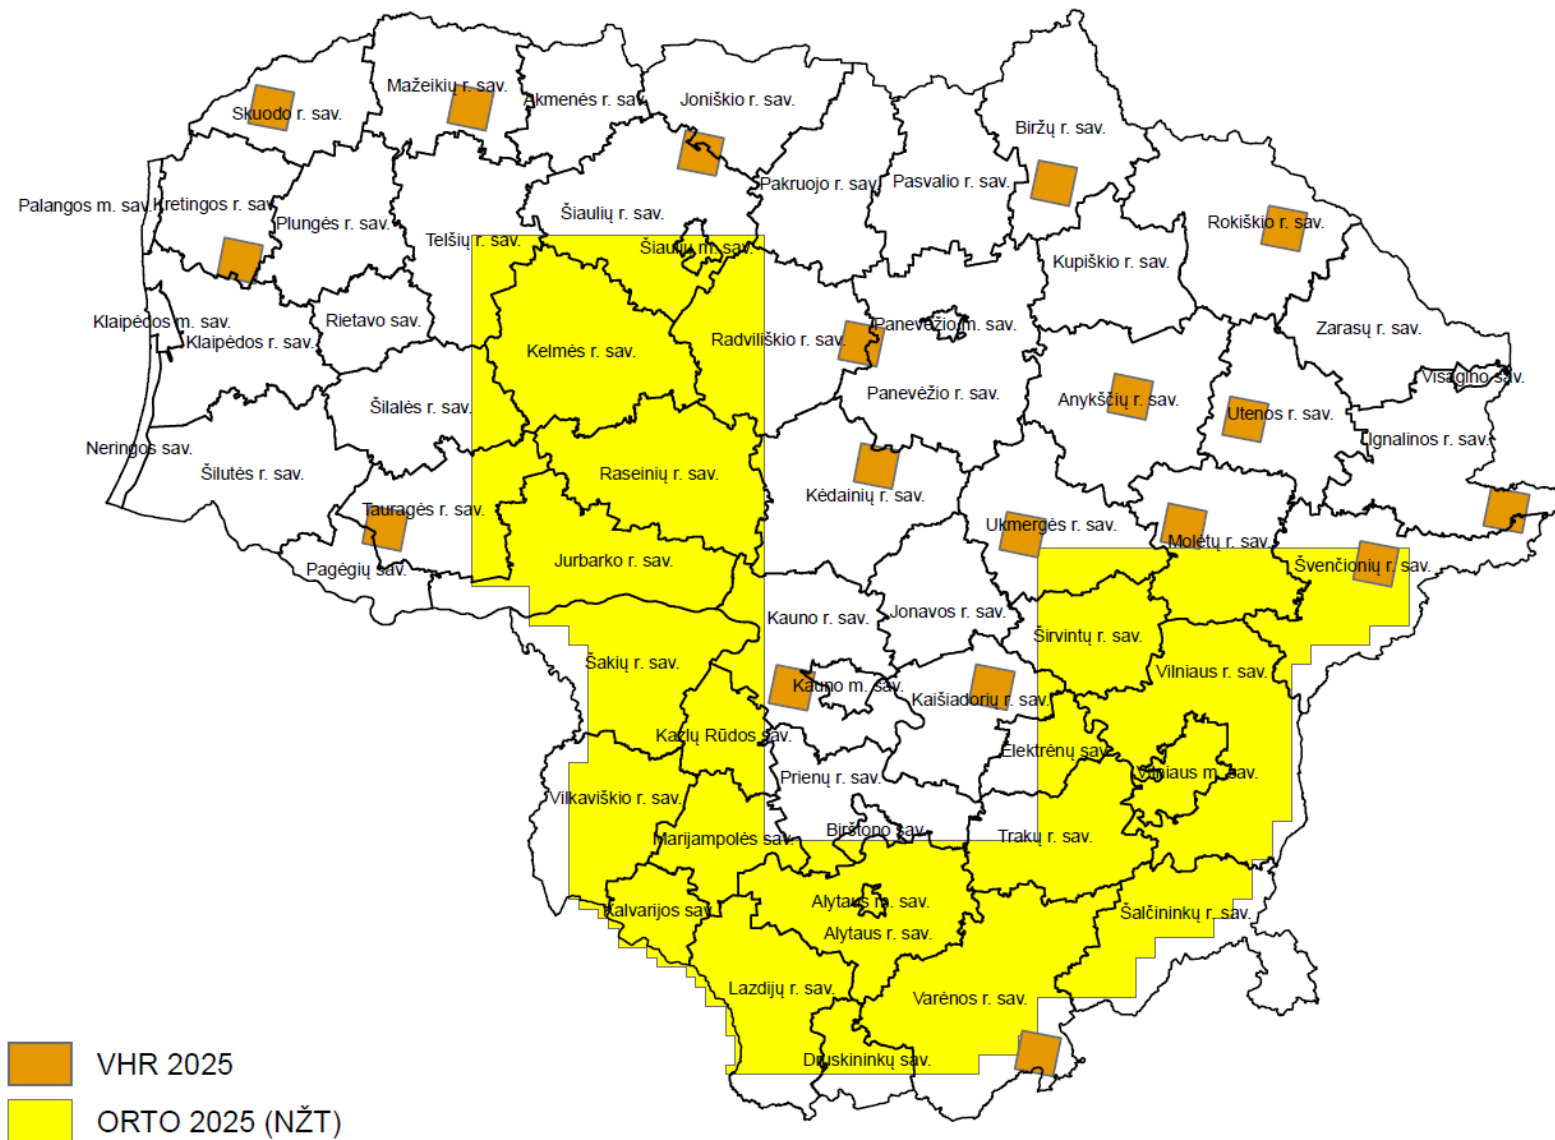 Mažeikių r. sav.
Akmenės r. sav.
Joniškio r. sav.
Skuodo r. sav.
Biržų r. sav.
Pakruojo r. sav.
Pasvalio r. sav.
Palangos m. sav.
Kretingos r. sav.
Plungės r. sav.
Šiaulių r. sav.
Rokiškio r. sav.
Telšių r. sav.
Šiaulių m. sav.
Kupiškio r. sav.
Klaipėdos m. sav.
Rietavo sav.
Panevėžio m. sav.
Zarasų r. sav.
Klaipėdos r. sav.
Kelmės r. sav.
Radviliškio r. sav.
Visagino sav.
Šilalės r. sav.
Panevėžio r. sav.
Anykščių r. sav.
Utenos r. sav.
Ignalinos r. sav.
Neringos sav.
Šilutės r. sav.
Raseinių r. sav.
Kėdainių r. sav.
Tauragės r. sav.
Ukmergės r. sav.
Molėtų r. sav.
Pagėgių sav.
Jurbarko r. sav.
Švenčionių r. sav.
Kauno r. sav.
Jonavos r. sav.
Širvintų r. sav.
Šakių r. sav.
Vilniaus r. sav.
Kauno m. sav.
Kaišiadorių r. sav.
Kazlų Rūdos sav.
Elektrėnų sav.
Prienų r. sav.
Vilniaus m. sav.
Vilkaviškio r. sav.
Marijampolės sav.
Birštono sav.
Trakų r. sav.
Kalvarijos sav.
Alytaus m. sav.
Šalčininkų r. sav.
Alytaus r. sav.
Lazdijų r. sav.
Varėnos r. sav.
Druskininkų sav.
VHR 2025
ORTO 2025 (NŽT)